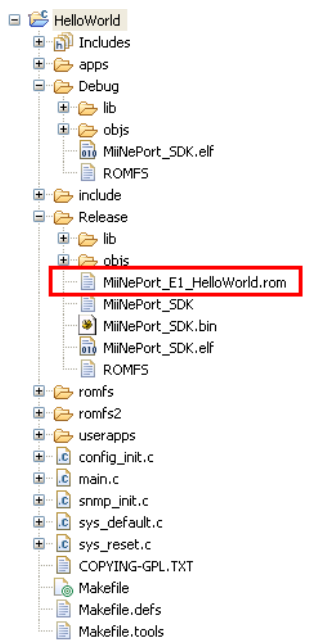 HelloWorld
Includes
apps
Debug
lib
objs
MiiNePort_SDK.elf
ROMFS
include
Release
lib
objs
MiiNePort_E1_HelloWorld.rom
MiiNePort_SDK
MiiNePort_SDK.bin
MiiNePort_SDK.elf
ROMFS
romfs
romfs2
userapps
config_init.c
main.c
snmp_init.c
sys_default.c
sys_reset.c
COPYING-GPL.TXT
Makefile
Makefile.defs
Makefile.tools